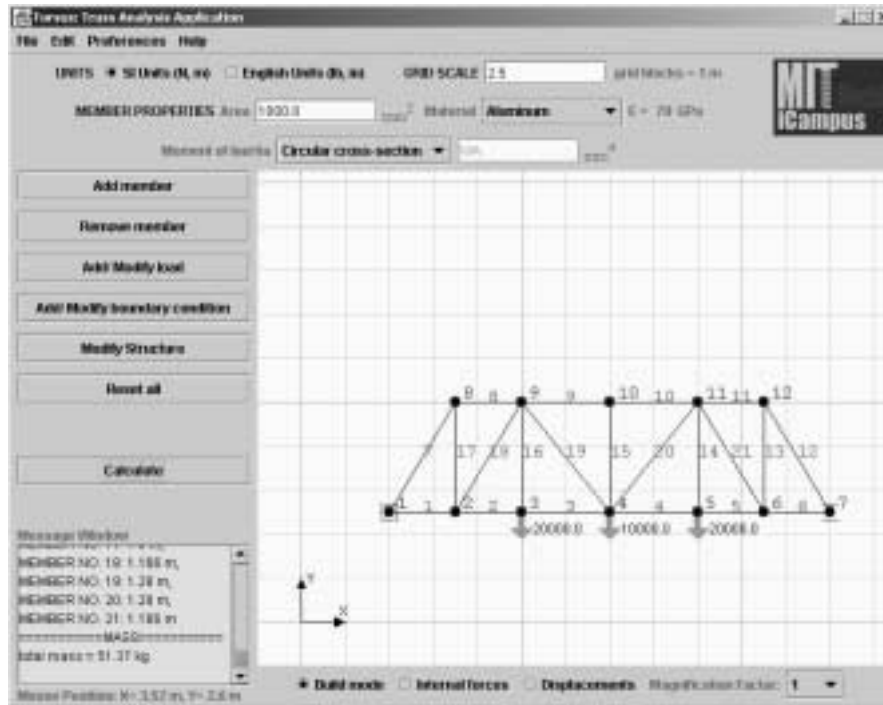 Torvax: Truss Analysis Application
File Edit Preferences Help
UNITS SI Units (N, m) English Units (lb, in) GRID SCALE 2.5 grid blocks = 1 m
MEMBER PROPERTIES Area 1000.0 mm2 Material Aluminum E = 70 GPa
Moment of Inertia Circular cross-section mm4
MIT
iCampus
Add member
Remove member
Add/Modify load
Add/Modify boundary condition
Modify Structure
Reset all
Calculate
8 8 9 9 10 10 11 11 12
7 17 18 16 19 15 20 14 21 13 12
1 1 2 2 3 3 4 4 5 5 6 6 7
-20000.0 -10000.0 -20000.0
Y
X
Message Window
MEMBER NO. 18: 1.166 m,
MEMBER NO. 19: 1.28 m,
MEMBER NO. 20: 1.28 m,
MEMBER NO. 21: 1.166 m
MASS
total mass = 51.37 kg
Mouse Position: X= 3.52 m, Y= 2.6 m
Build mode Internal forces Displacements Magnification Factor: 1